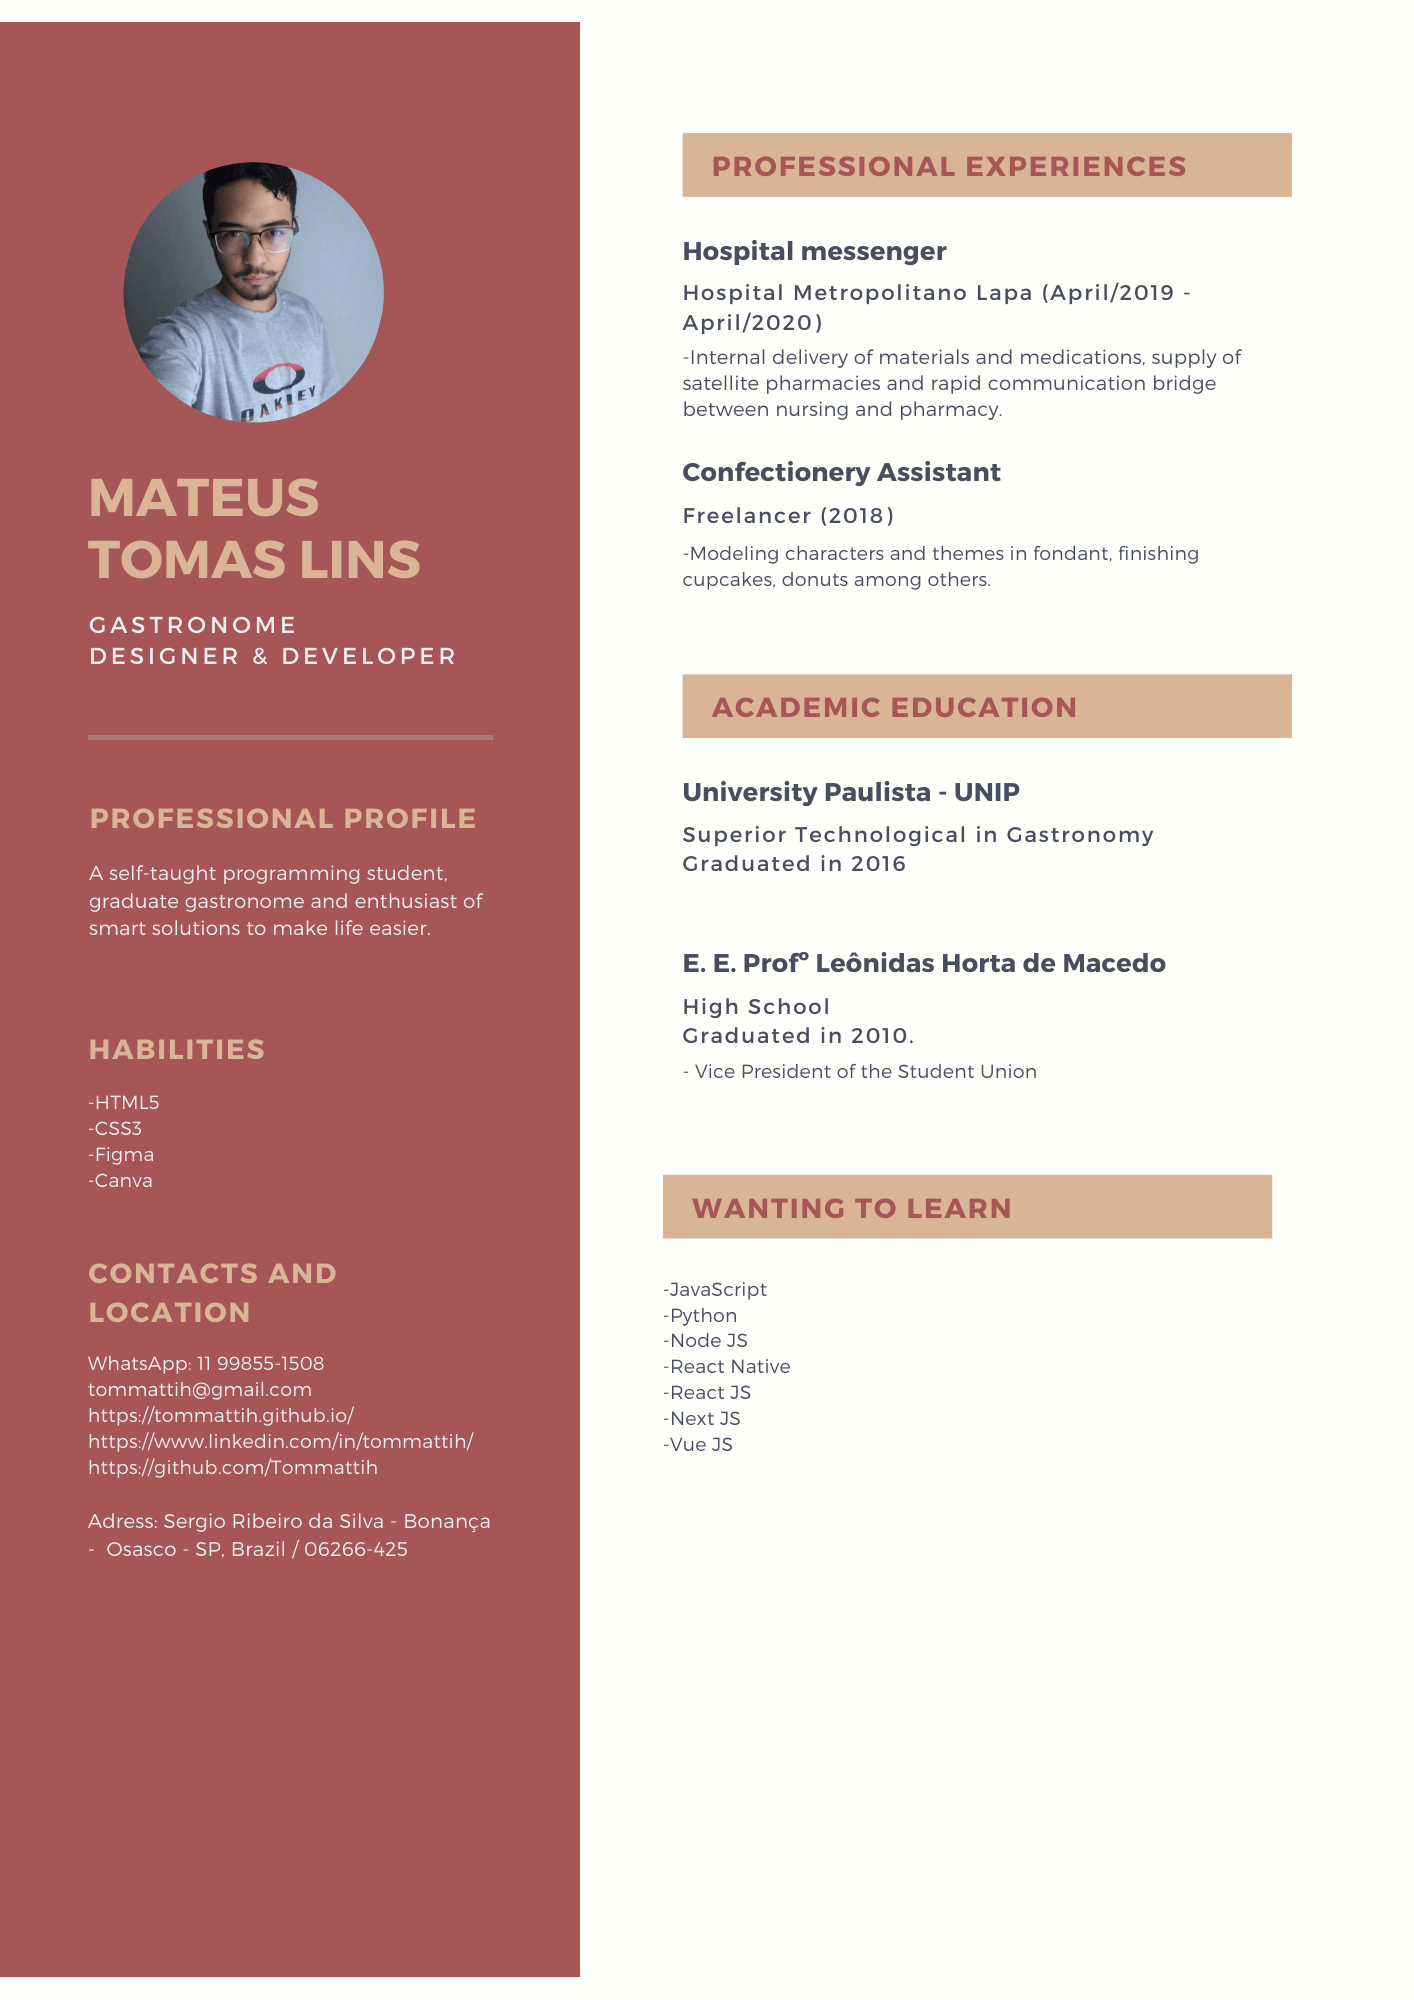 OAKLEY
MATEUS
TOMAS LINS
GASTRONOME
DESIGNER & DEVELOPER
PROFESSIONAL PROFILE
A self-taught programming student,
graduate gastronome and enthusiast of
smart solutions to make life easier.
HABILITIES
-HTML5
-CSS3
-Figma
-Canva
CONTACTS AND
LOCATION
WhatsApp: 11 99855-1508
tommattih@gmail.com
https://tommattih.github.io/
https://www.linkedin.com/in/tommattih/
https://github.com/Tommattih
Adress: Sergio Ribeiro da Silva - Bonança
- Osasco - SP, Brazil / 06266-425
PROFESSIONAL EXPERIENCES
Hospital messenger
Hospital Metropolitano Lapa (April/2019 -
April/2020)
-Internal delivery of materials and medications, supply of
satellite pharmacies and rapid communication bridge
between nursing and pharmacy.
Confectionery Assistant
Freelancer (2018)
-Modeling characters and themes in fondant, finishing
cupcakes, donuts among others.
ACADEMIC EDUCATION
University Paulista - UNIP
Superior Technological in Gastronomy
Graduated in 2016
E. E. Profº Leônidas Horta de Macedo
High School
Graduated in 2010.
- Vice President of the Student Union
WANTING TO LEARN
-JavaScript
-Python
-Node JS
-React Native
-React JS
-Next JS
-Vue JS